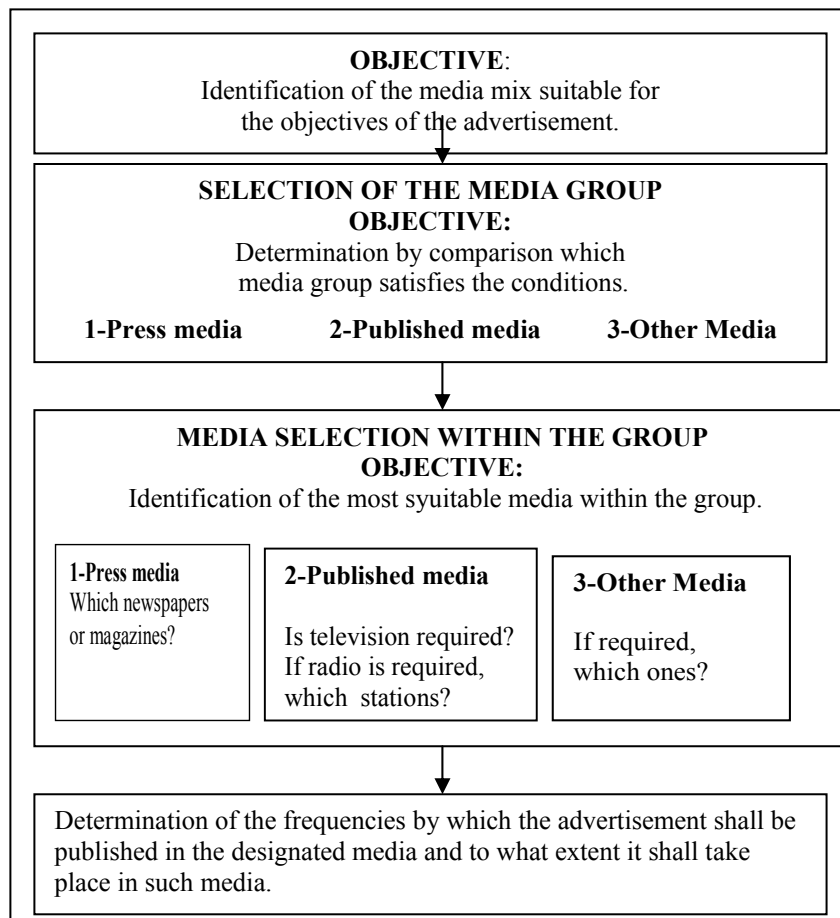 OBJECTIVE:
Identification of the media mix suitable for
the objectives of the advertisement.
SELECTION OF THE MEDIA GROUP
OBJECTIVE:
Determination by comparison which
media group satisfies the conditions.
1-Press media 2-Published media 3-Other Media
MEDIA SELECTION WITHIN THE GROUP
OBJECTIVE:
Identification of the most syuitable media within the group.
1-Press media
Which newspapers
or magazines?
2-Published media
Is television required?
If radio is required,
which stations?
3-Other Media
If required,
which ones?
Determination of the frequencies by which the advertisement shall be
published in the designated media and to what extent it shall take
place in such media.